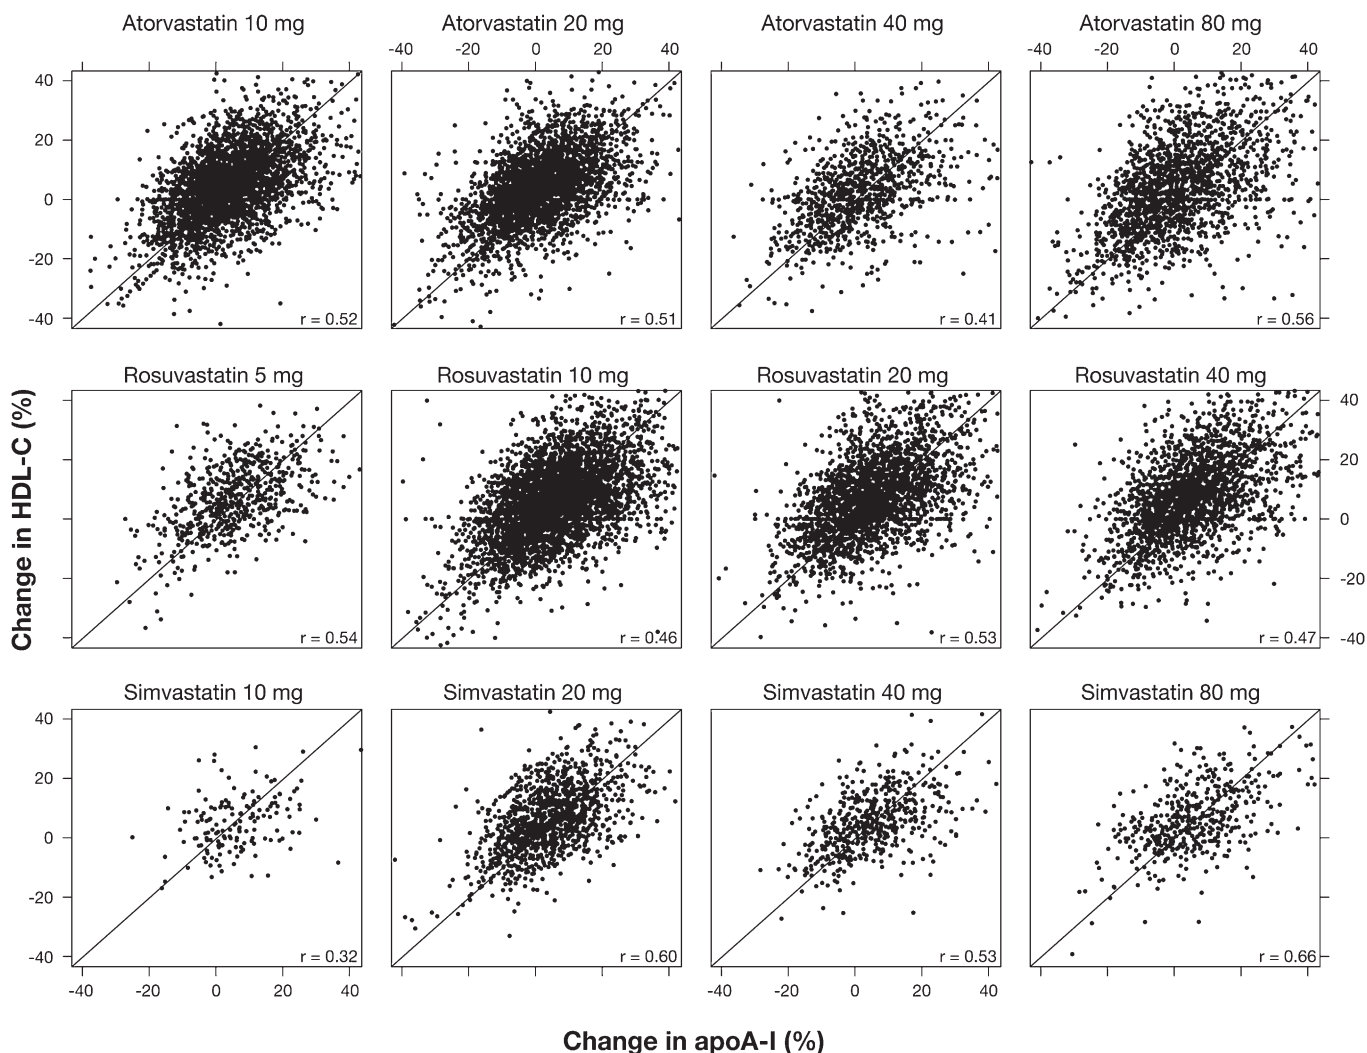 Atorvastatin 10 mg Atorvastatin 20 mg Atorvastatin 40 mg Atorvastatin 80 mg
-40 -20 0 20 40 -40 -20 0 20 40
40
20
0
-20
-40
r = 0.52 r = 0.51 r = 0.41 r = 0.56
Rosuvastatin 5 mg Rosuvastatin 10 mg Rosuvastatin 20 mg Rosuvastatin 40 mg
40
20
0
-20
-40
r = 0.54 r = 0.46 r = 0.53 r = 0.47
Change in HDL-C (%)
Simvastatin 10 mg Simvastatin 20 mg Simvastatin 40 mg Simvastatin 80 mg
40
20
0
-20
-40
r = 0.32 r = 0.60 r = 0.53 r = 0.66
-40 -20 0 20 40 -40 -20 0 20 40
Change in apoA-I (%)